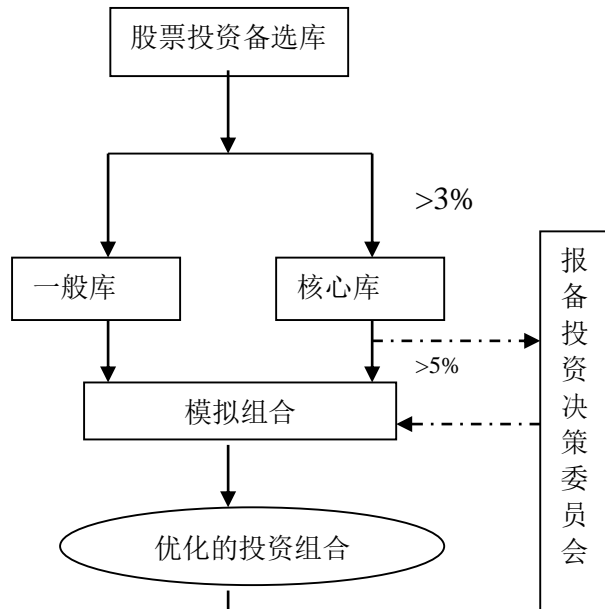 股票投资备选库
>3%
一般库
核心库
>5%
模拟组合
优化的投资组合
报备投资决策委员会